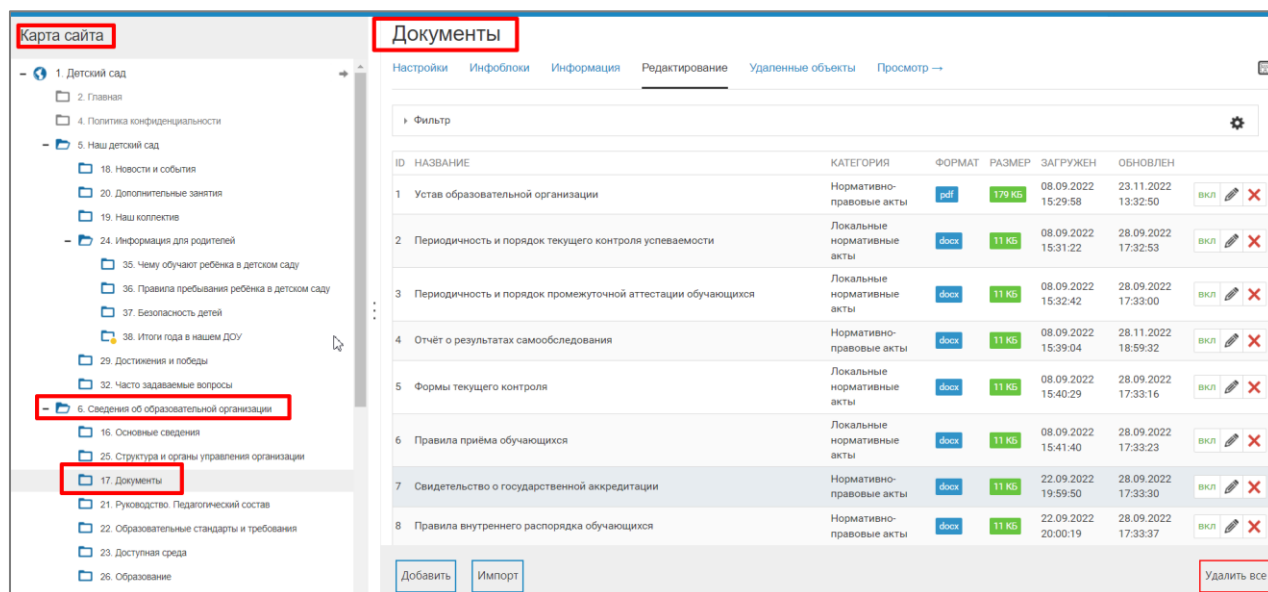 Карта сайта
1. Детский сад
2. Главная
4. Политика конфиденциальности
5. Наш детский сад
18. Новости и события
20. Дополнительные занятия
19. Наш коллектив
24. Информация для родителей
35. Чему обучают ребёнка в детском саду
36. Правила пребывания ребёнка в детском саду
37. Безопасность детей
38. Итоги года в нашем ДОУ
29. Достижения и победы
32. Часто задаваемые вопросы
6. Сведения об образовательной организации
16. Основные сведения
25. Структура и органы управления организации
17. Документы
21. Руководство. Педагогический состав
22. Образовательные стандарты и требования
23. Доступная среда
26. Образование
Документы
Настройки Инфоблоки Информация Редактирование Удаленные объекты Просмотр →
Фильтр
ID НАЗВАНИЕ КАТЕГОРИЯ ФОРМАТ РАЗМЕР ЗАГРУЖЕН ОБНОВЛЕН
1 Устав образовательной организации Нормативно- pdf 179 КБ 08.09.2022 23.11.2022 вкл
правовые акты 15:29:58 13:32:50
2 Периодичность и порядок текущего контроля успеваемости Локальные нормативные акты docx 11 КБ 08.09.2022 28.09.2022 вкл
15:31:22 17:32:53
3 Периодичность и порядок промежуточной аттестации обучающихся Локальные нормативные акты docx 11 КБ 08.09.2022 28.09.2022 вкл
15:32:42 17:33:00
4 Отчёт о результатах самообследования Нормативно- docx 11 КБ 08.09.2022 28.11.2022 вкл
правовые акты 15:39:04 18:59:32
5 Формы текущего контроля Локальные нормативные акты docx 11 КБ 08.09.2022 28.09.2022 вкл
15:40:29 17:33:16
6 Правила приёма обучающихся Локальные нормативные акты docx 11 КБ 08.09.2022 28.09.2022 вкл
15:41:40 17:33:23
7 Свидетельство о государственной аккредитации Нормативно- docx 11 КБ 22.09.2022 28.09.2022 вкл
правовые акты 19:59:50 17:33:30
8 Правила внутреннего распорядка обучающихся Нормативно- docx 11 КБ 22.09.2022 28.09.2022 вкл
правовые акты 20:00:19 17:33:37
Добавить Импорт Удалить все